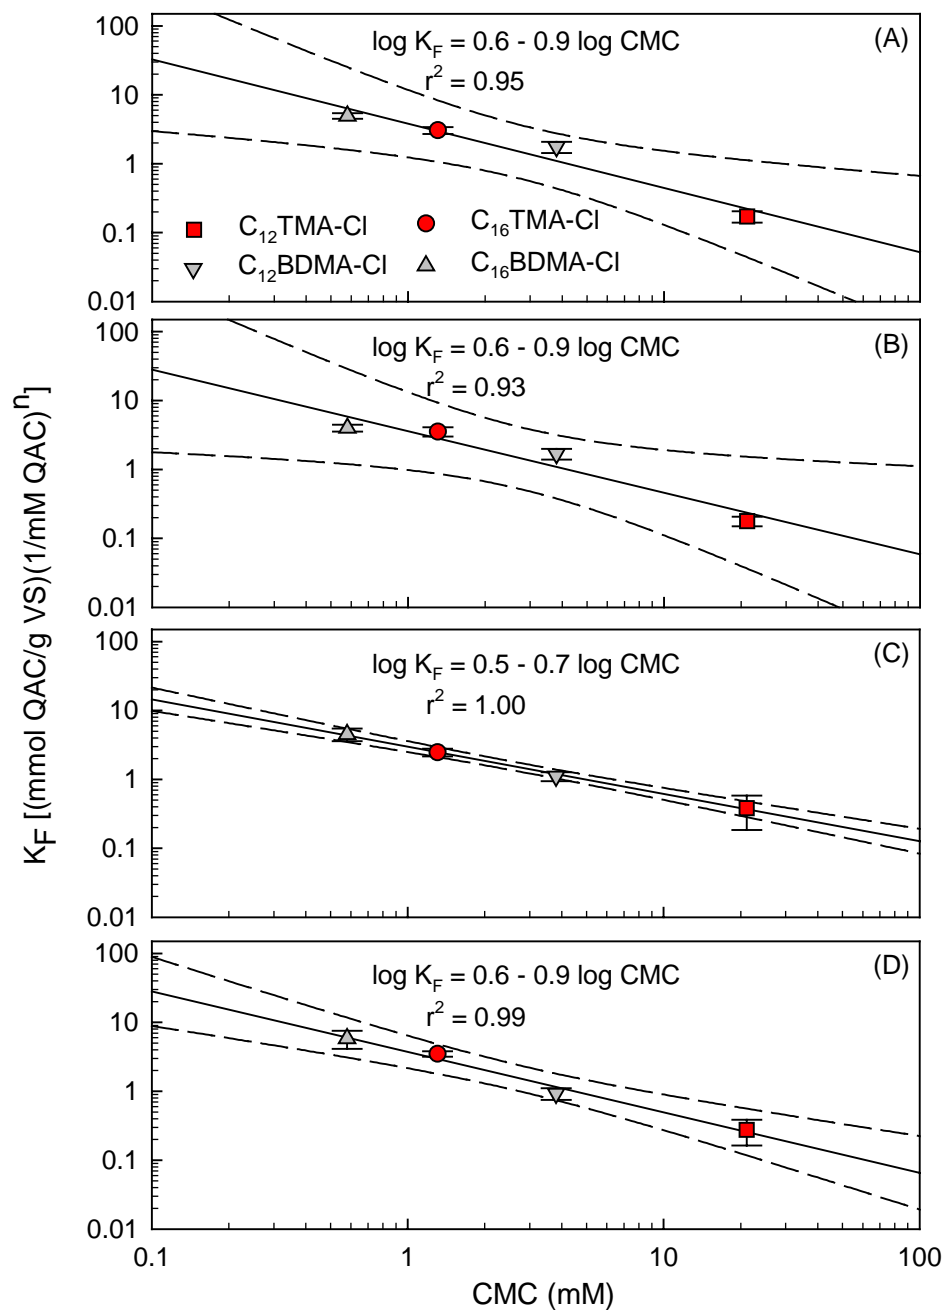 (A)
log K_F = 0.6 - 0.9 log CMC
r² = 0.95
100
10
1
0.1
0.01
C₁₂TMA-Cl
C₁₆TMA-Cl
C₁₂BDMA-Cl
C₁₆BDMA-Cl
(B)
log K_F = 0.6 - 0.9 log CMC
r² = 0.93
100
10
1
0.1
0.01
(C)
log K_F = 0.5 - 0.7 log CMC
r² = 1.00
100
10
1
0.1
0.01
(D)
log K_F = 0.6 - 0.9 log CMC
r² = 0.99
100
10
1
0.1
0.01
0.1 1 10 100
CMC (mM)
K_F [(mmol QAC/g VS)(1/mM QAC)ⁿ]